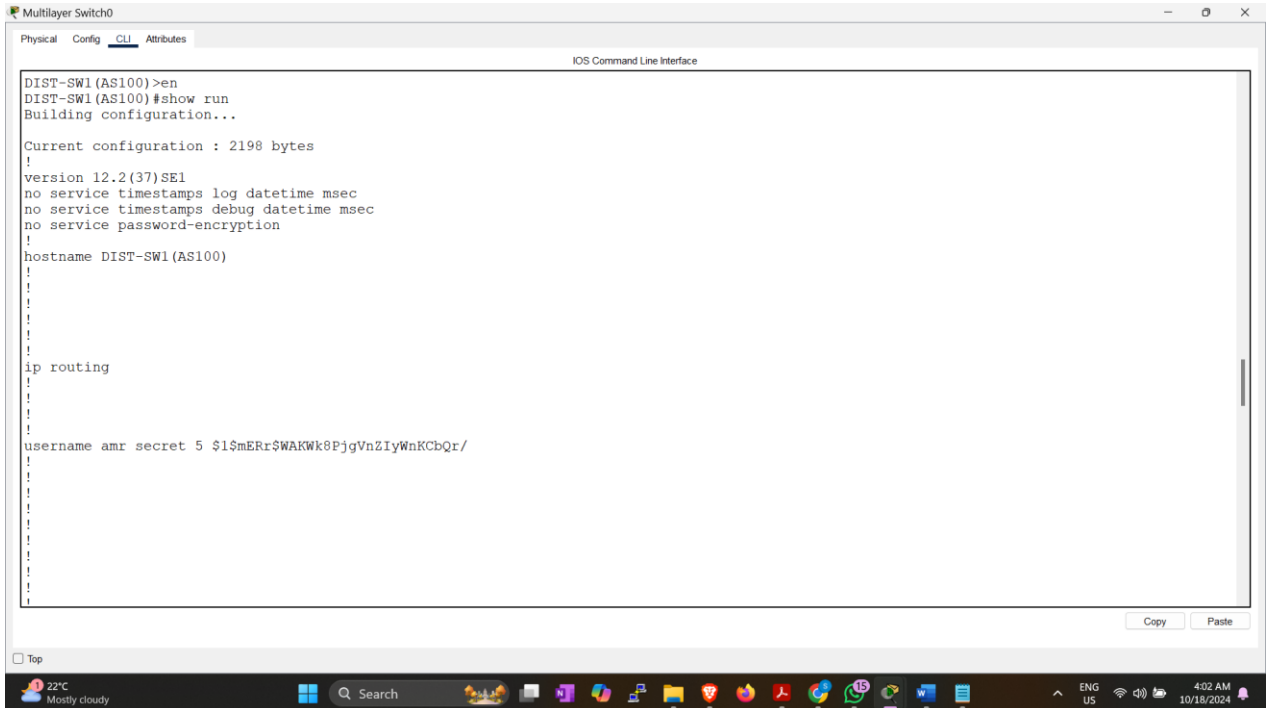 Multilayer Switch0
Physical Config CLI Attributes
IOS Command Line Interface
DIST-SW1(AS100)>en
DIST-SW1(AS100)#show run
Building configuration...
Current configuration : 2198 bytes
!
version 12.2(37)SE1
no service timestamps log datetime msec
no service timestamps debug datetime msec
no service password-encryption
!
hostname DIST-SW1(AS100)
!
!
!
!
!
!
ip routing
!
!
!
!
username amr secret 5 $1$mERr$WAKWk8PjgVnZIyWnKCbQr/
!
!
!
!
!
!
!
!
!
!
Copy Paste
Top
1
22°C
Mostly cloudy
Search
15
ENG
US
4:02 AM
10/18/2024